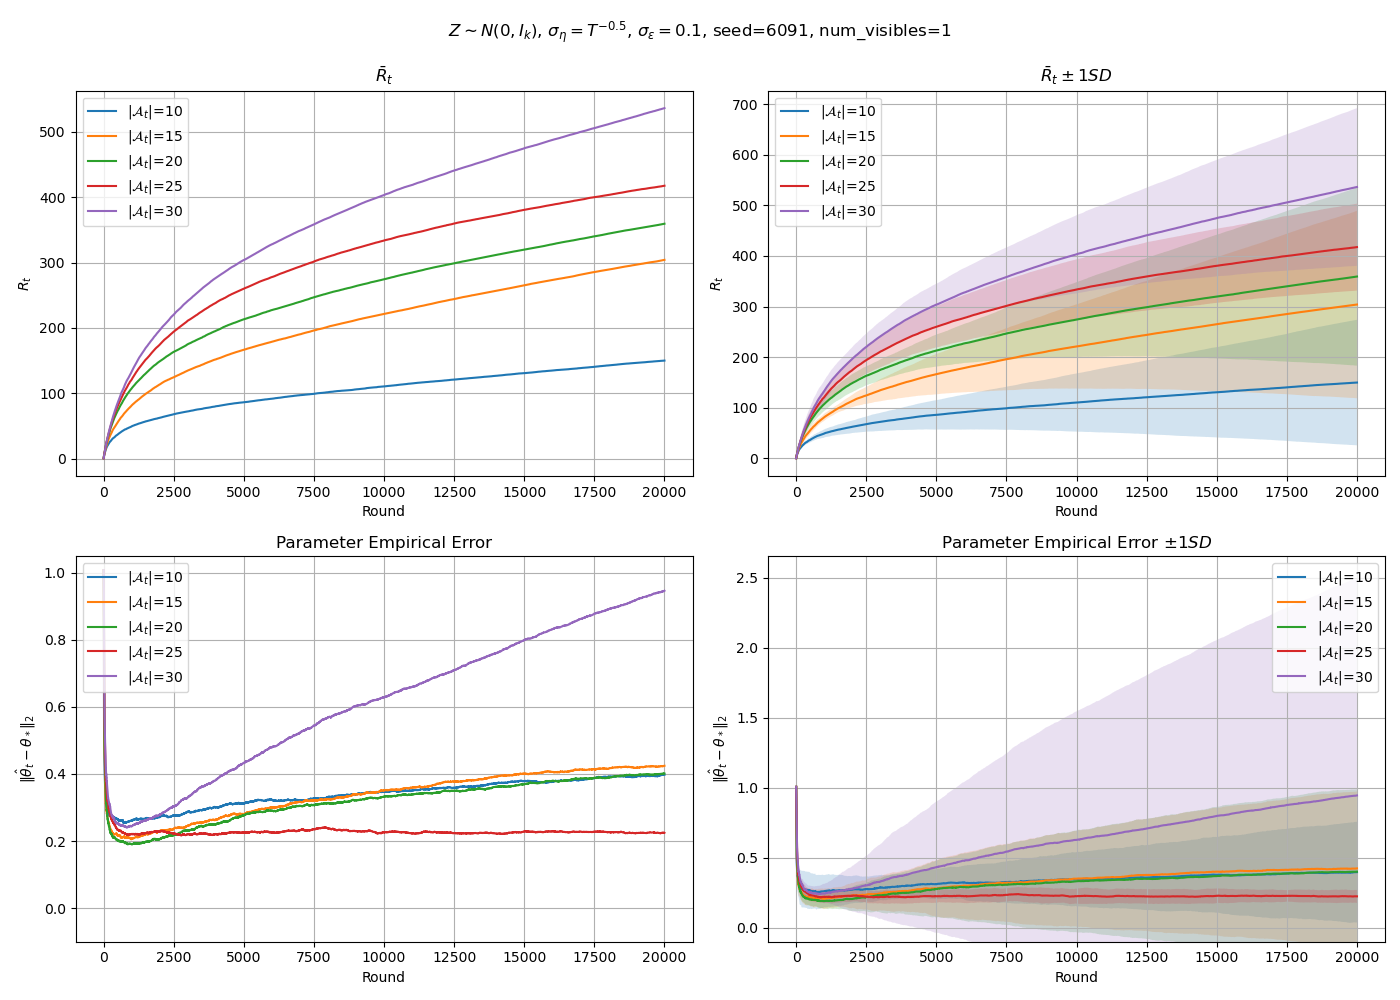 Z ~ N(0, I_k), σ_η = T^{−0.5}, σ_ε = 0.1, seed=6091, num_visibles=1
R̄_t
R_t
500
400
300
200
100
0
|𝒜_t|=10
|𝒜_t|=15
|𝒜_t|=20
|𝒜_t|=25
|𝒜_t|=30
0 2500 5000 7500 10000 12500 15000 17500 20000
Round
R̄_t ± 1SD
R_t
700
600
500
400
300
200
100
0
|𝒜_t|=10
|𝒜_t|=15
|𝒜_t|=20
|𝒜_t|=25
|𝒜_t|=30
0 2500 5000 7500 10000 12500 15000 17500 20000
Round
Parameter Empirical Error
‖θ̂_t − θ_*‖_2
1.0
0.8
0.6
0.4
0.2
0.0
|𝒜_t|=10
|𝒜_t|=15
|𝒜_t|=20
|𝒜_t|=25
|𝒜_t|=30
0 2500 5000 7500 10000 12500 15000 17500 20000
Round
Parameter Empirical Error ±1SD
‖θ̂_t − θ_*‖_2
2.5
2.0
1.5
1.0
0.5
0.0
|𝒜_t|=10
|𝒜_t|=15
|𝒜_t|=20
|𝒜_t|=25
|𝒜_t|=30
0 2500 5000 7500 10000 12500 15000 17500 20000
Round